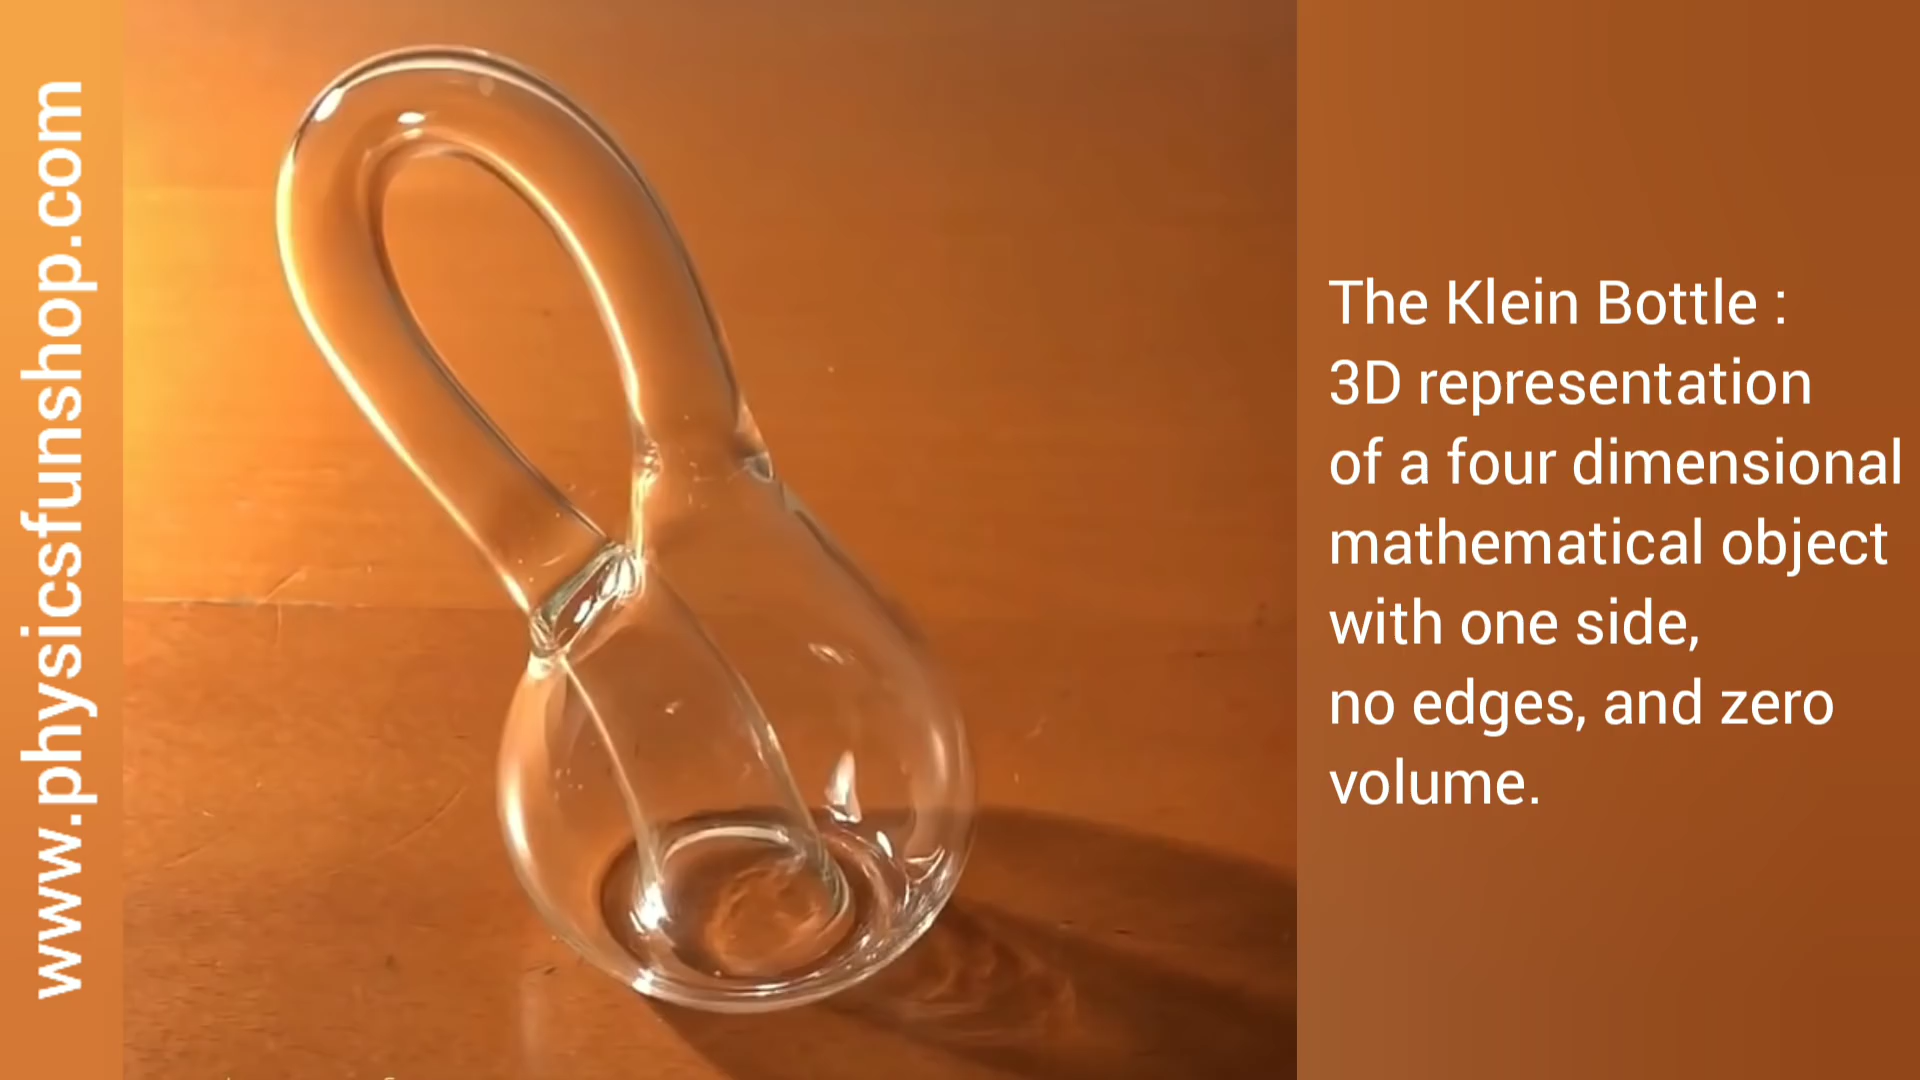 www.physicsfunshop.com
The Klein Bottle :
3D representation
of a four dimensional
mathematical object
with one side,
no edges, and zero
volume.